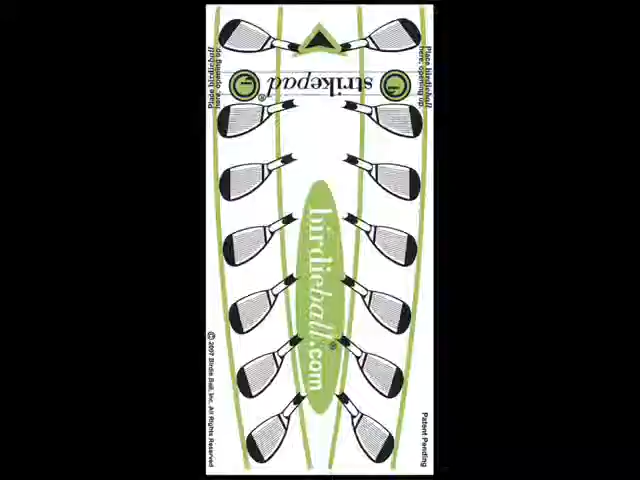 Place birdieball
here, opening up.
strikepad®
Place birdieball
here, opening up.
birdieball.com®
© 2007 Birdie Ball, Inc. All Rights Reserved
Patent Pending